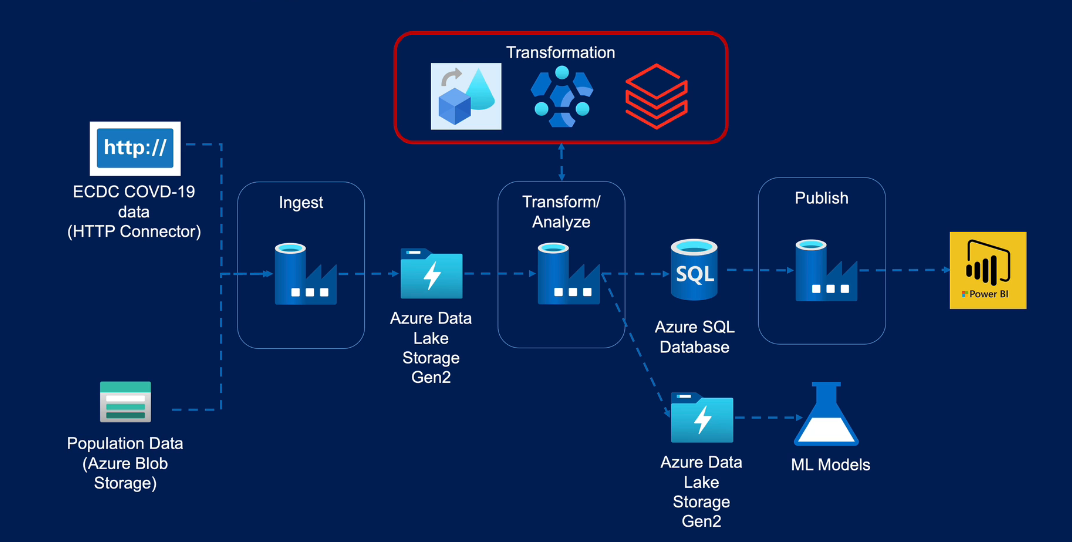 Transformation
http://
ECDC COVD-19
data
(HTTP Connector)
Ingest
Transform/
Analyze
Publish
SQL
Power BI
Azure Data
Lake
Storage
Gen2
Azure SQL
Database
Population Data
(Azure Blob
Storage)
Azure Data
Lake
Storage
Gen2
ML Models